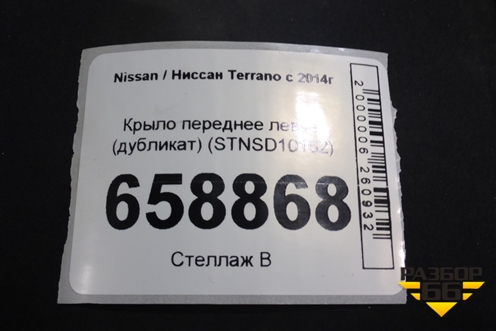 Nissan / Ниссан Terrano с 2014г
Крыло переднее
(дубликат)
658868
Стеллаж В
2000006260932
РАЗБОР
66